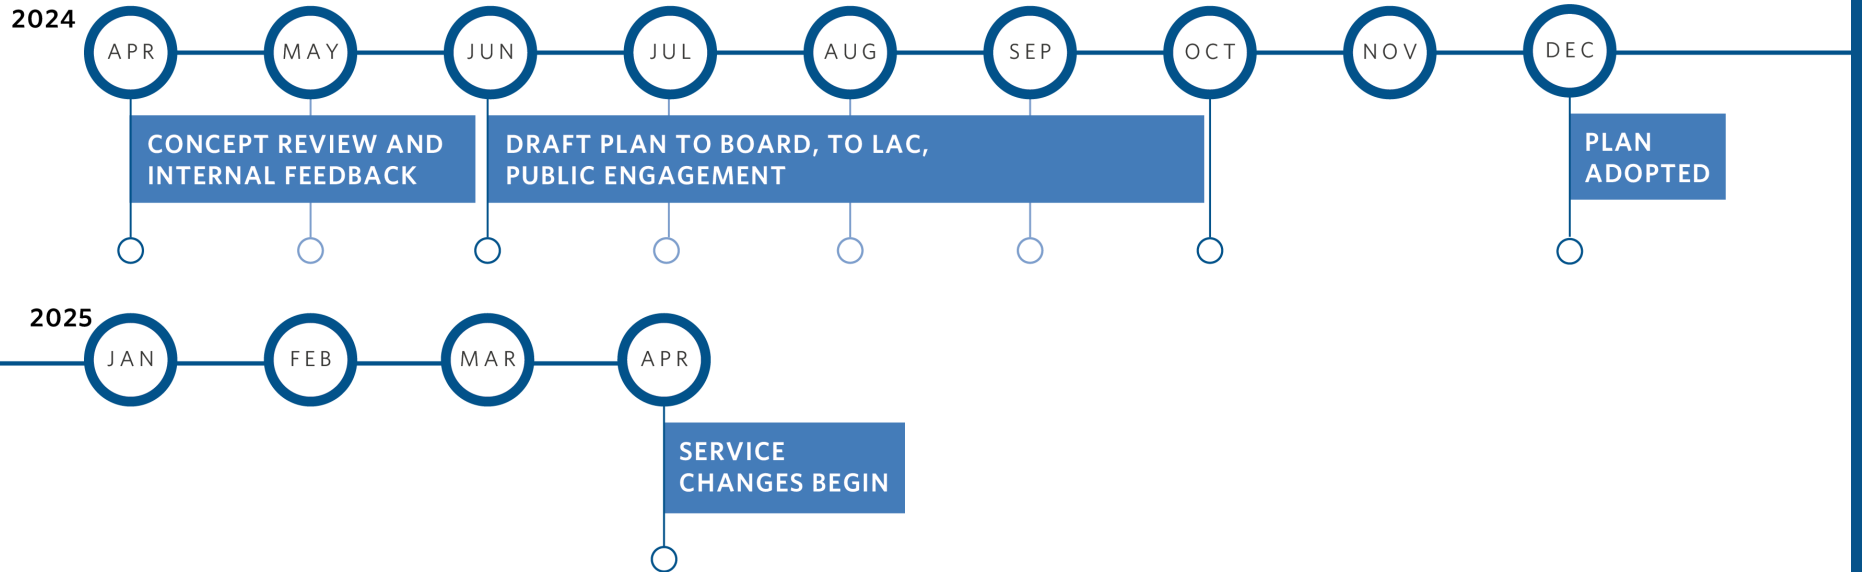 2024
APR MAY JUN JUL AUG SEP OCT NOV DEC
CONCEPT REVIEW AND
INTERNAL FEEDBACK
DRAFT PLAN TO BOARD, TO LAC,
PUBLIC ENGAGEMENT
PLAN
ADOPTED
2025
JAN FEB MAR APR
SERVICE
CHANGES BEGIN